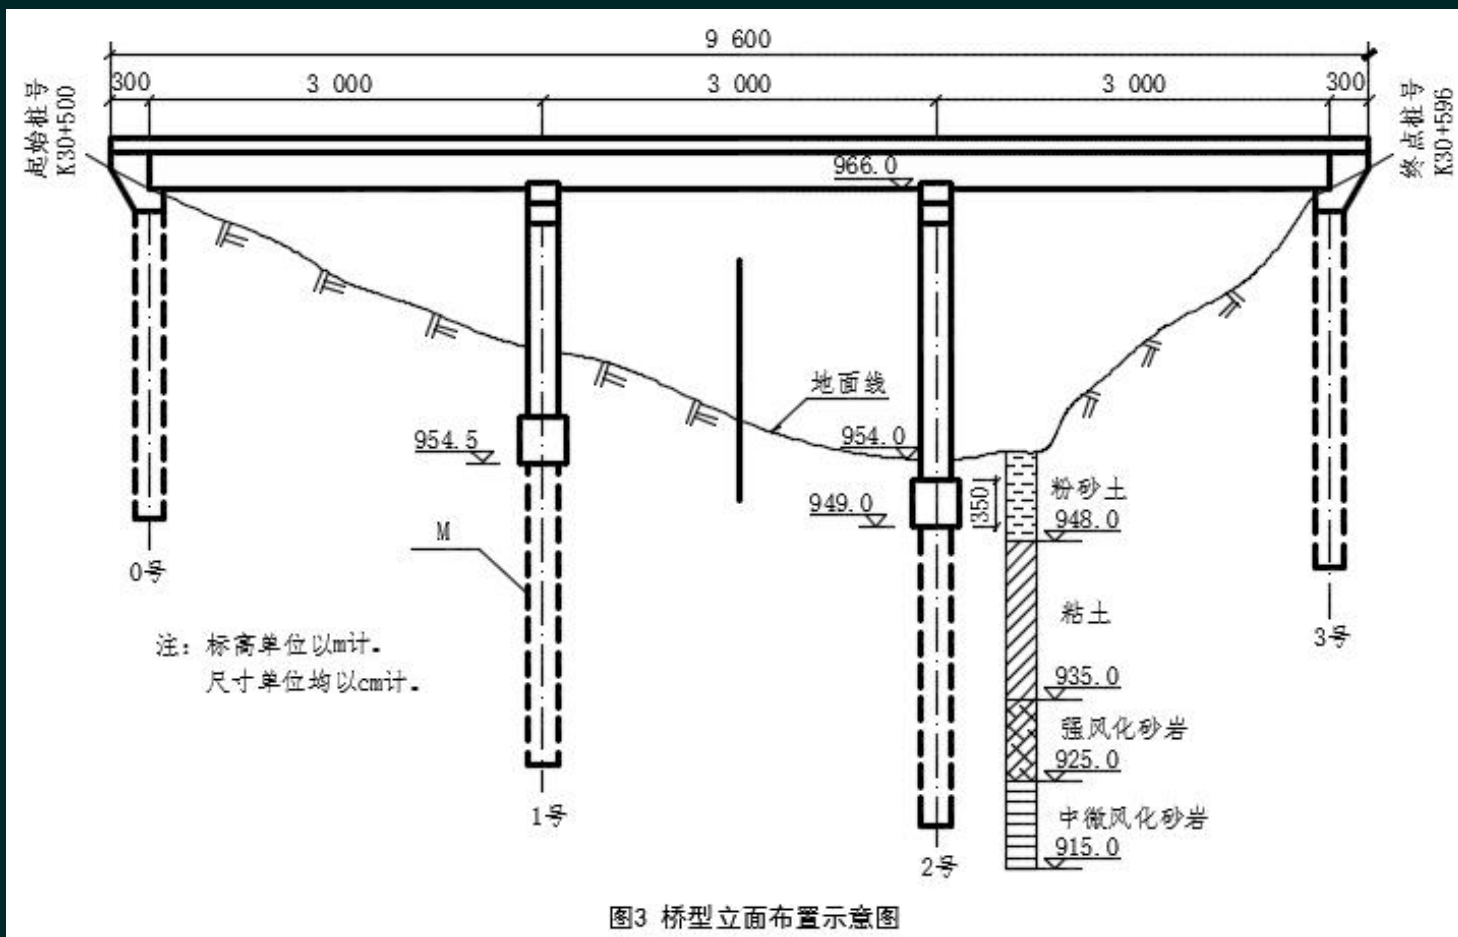 9 600
300
3 000
3 000
3 000
300
起始桩号
K30+500
终点桩号
K30+596
966.0
地面线
954.5
954.0
949.0
350
粉砂土
948.0
M
0号
粘土
3号
注：标高单位以m计。
尺寸单位均以cm计。
935.0
强风化砂岩
925.0
1号
中微风化砂岩
915.0
2号
图3 桥型立面布置示意图